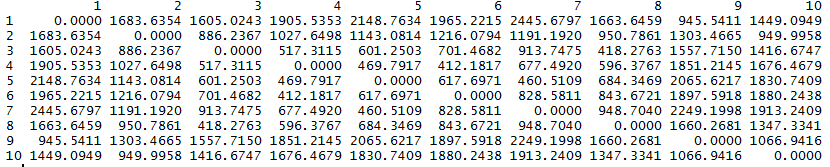 1 2 3 4 5 6 7 8 9 10
1 0.0000 1683.6354 1605.0243 1905.5353 2148.7634 1965.2215 2445.6797 1663.6459 945.5411 1449.0949
2 1683.6354 0.0000 886.2367 1027.6498 1143.0814 1216.0794 1191.1920 950.7861 1303.4665 949.9958
3 1605.0243 886.2367 0.0000 517.3115 601.2503 701.4682 913.7475 418.2763 1557.7150 1416.6747
4 1905.5353 1027.6498 517.3115 0.0000 469.7917 412.1817 677.4920 596.3767 1851.2145 1676.4679
5 2148.7634 1143.0814 601.2503 469.7917 0.0000 617.6971 460.5109 684.3469 2065.6217 1830.7409
6 1965.2215 1216.0794 701.4682 412.1817 617.6971 0.0000 828.5811 843.6721 1897.5918 1880.2438
7 2445.6797 1191.1920 913.7475 677.4920 460.5109 828.5811 0.0000 948.7040 2249.1998 1913.2409
8 1663.6459 950.7861 418.2763 596.3767 684.3469 843.6721 948.7040 0.0000 1660.2681 1347.3341
9 945.5411 1303.4665 1557.7150 1851.2145 2065.6217 1897.5918 2249.1998 1660.2681 0.0000 1066.9416
10 1449.0949 949.9958 1416.6747 1676.4679 1830.7409 1880.2438 1913.2409 1347.3341 1066.9416 0.0000